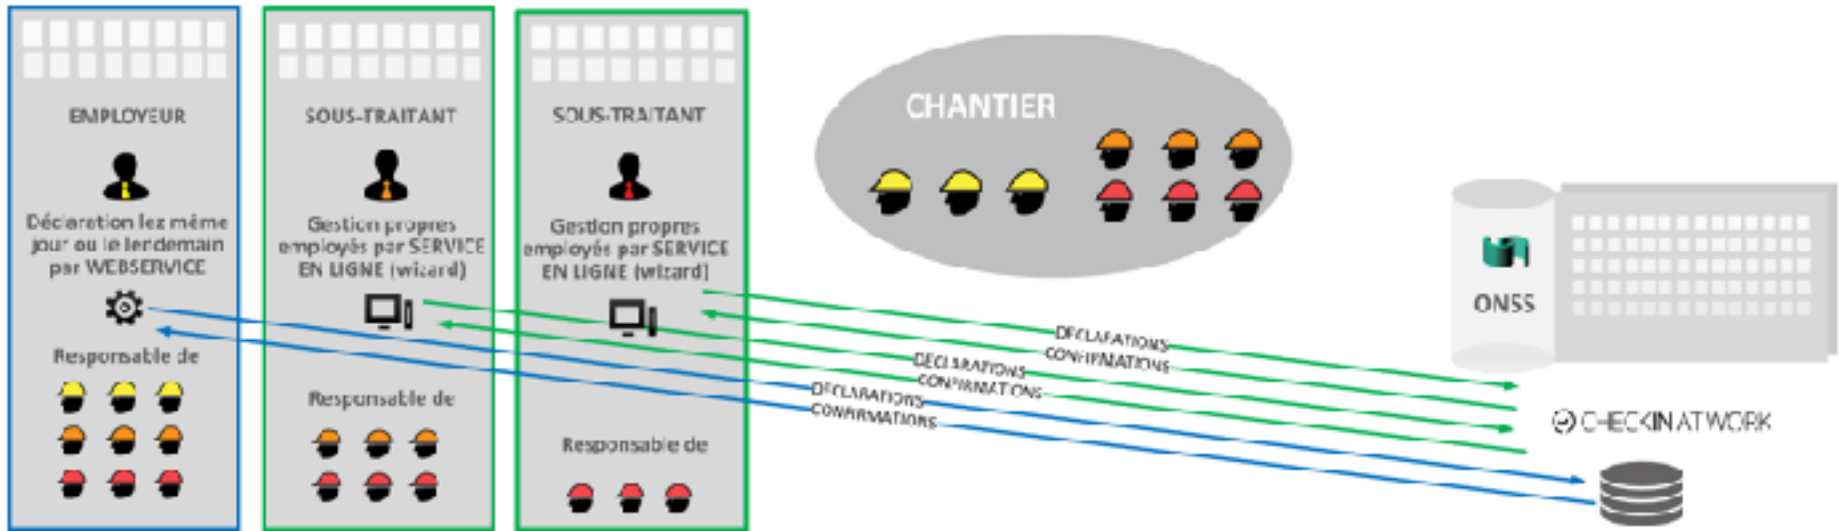 EMPLOYEUR
Déclaration lez même
jour ou le lendemain
par WEBSERVICE
Responsable de
SOUS-TRAITANT
Gestion propres
employés par SERVICE
EN LIGNE (wizard)
Responsable de
SOUS-TRAITANT
Gestion propres
employés par SERVICE
EN LIGNE (wizard)
Responsable de
CHANTIER
DECLARATIONS
CONFIRMATIONS
DECLARATIONS
CONFIRMATIONS
DECLARATIONS
CONFIRMATIONS
ONSS
CHECKINATWORK